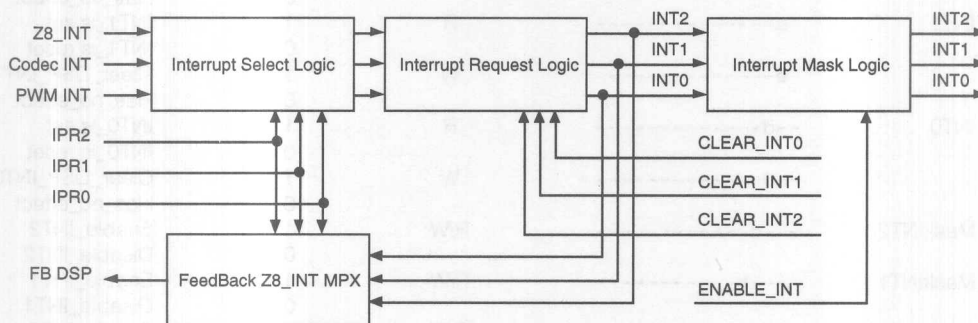 Z8_INT
Codec INT
PWM INT
Interrupt Select Logic
Interrupt Request Logic
INT2
INT1
INT0
Interrupt Mask Logic
INT2
INT1
INT0
IPR2
IPR1
IPR0
CLEAR_INT0
CLEAR_INT1
CLEAR_INT2
FB DSP
FeedBack Z8_INT MPX
ENABLE_INT